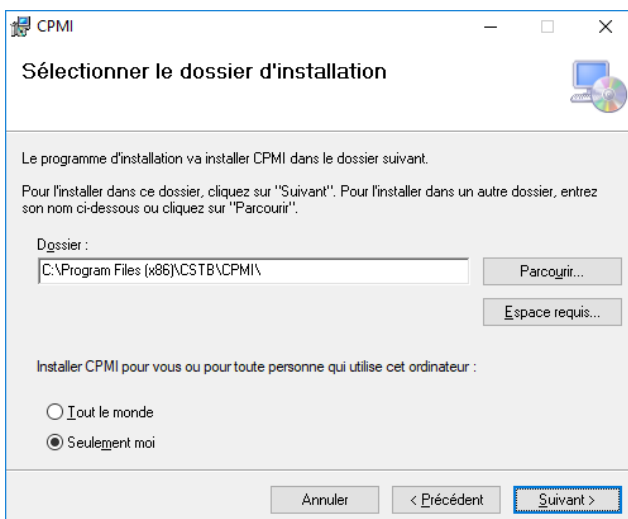 CPMI
Sélectionner le dossier d'installation
Le programme d'installation va installer CPMI dans le dossier suivant.
Pour l'installer dans ce dossier, cliquez sur "Suivant". Pour l'installer dans un autre dossier, entrez
son nom ci-dessous ou cliquez sur "Parcourir".
Dossier :
C:\Program Files (x86)\CSTB\CPMI\
Parcourir...
Espace requis...
Installer CPMI pour vous ou pour toute personne qui utilise cet ordinateur :
Tout le monde
Seulement moi
Annuler
< Précédent
Suivant >